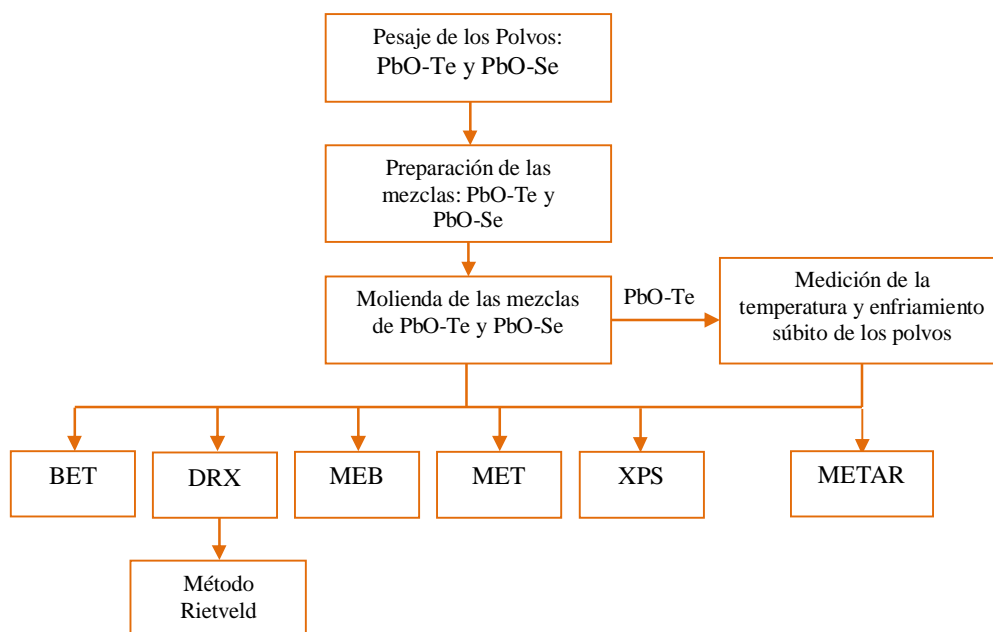 Pesaje de los Polvos:
PbO-Te y PbO-Se
Preparación de las
mezclas: PbO-Te y
PbO-Se
Molienda de las mezclas
de PbO-Te y PbO-Se
PbO-Te
Medición de la
temperatura y enfriamiento
súbito de los polvos
BET
DRX
MEB
MET
XPS
METAR
Método
Rietveld